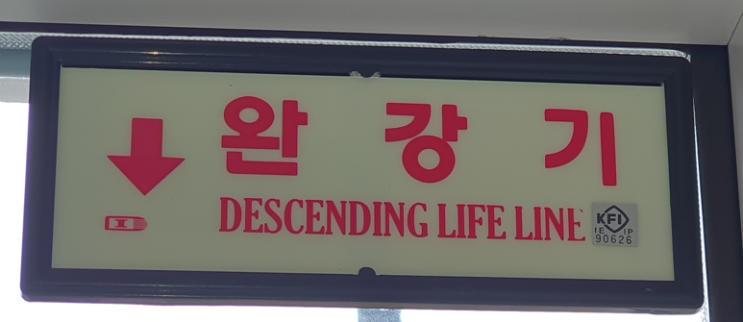 완강기
DESCENDING LIFE LINE
KFI
IE IP
90626